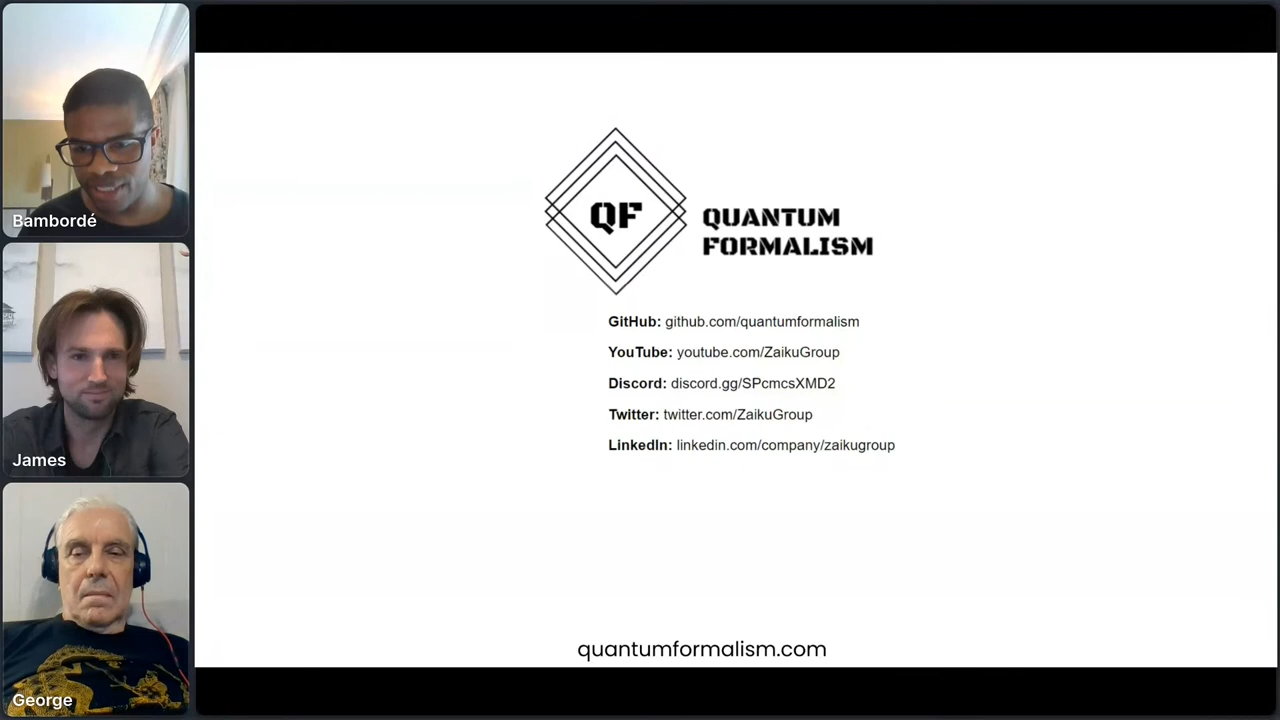 Bambordé
James
George
QF
QUANTUM
FORMALISM
GitHub: github.com/quantumformalism
YouTube: youtube.com/ZaikuGroup
Discord: discord.gg/SPcmcsXMD2
Twitter: twitter.com/ZaikuGroup
LinkedIn: linkedin.com/company/zaikugroup
quantumformalism.com